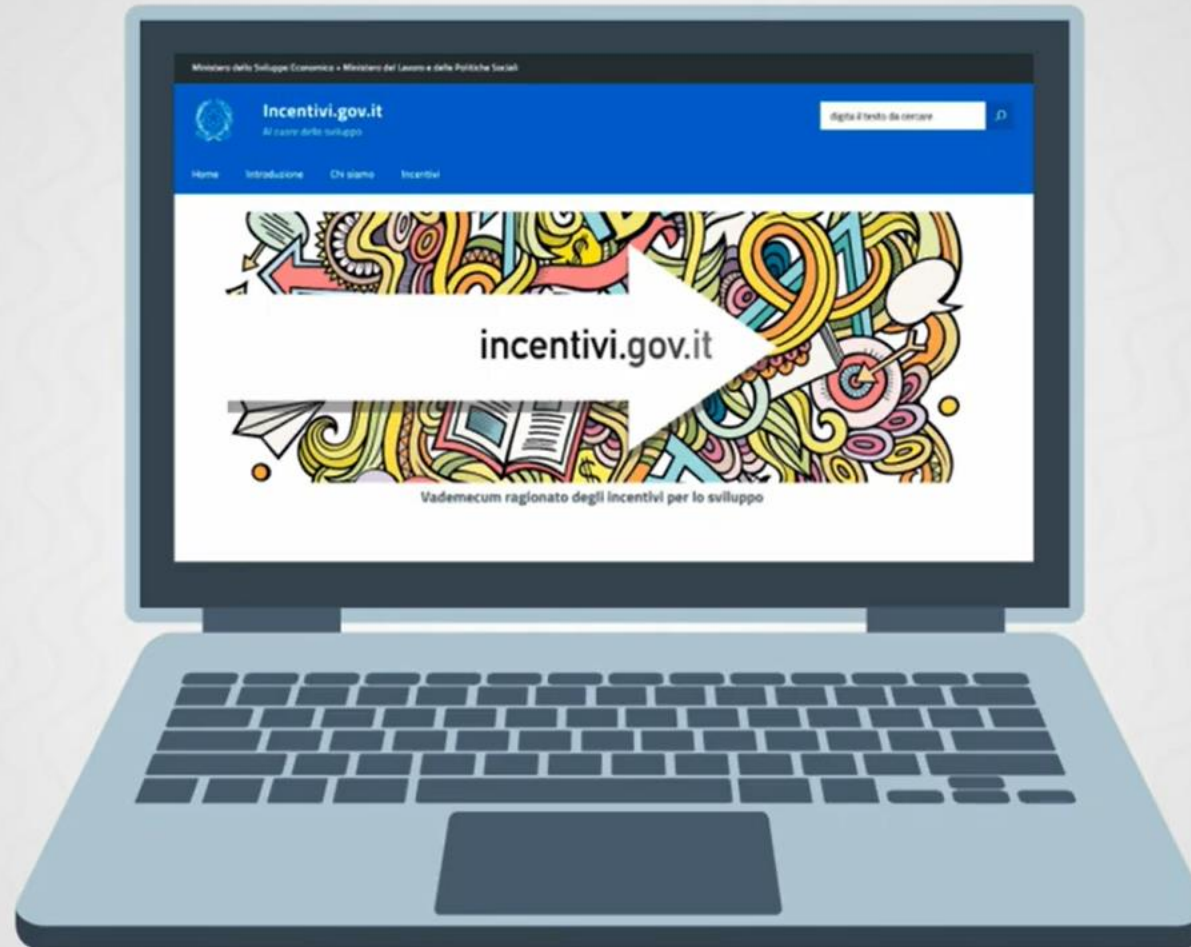 Ministero dello Sviluppo Economico • Ministero del Lavoro e delle Politiche Sociali
Incentivi.gov.it
Al cuore dello sviluppo
digita il testo da cercare
Home Introduzione Chi siamo Incentivi
incentivi.gov.it
Vademecum ragionato degli incentivi per lo sviluppo